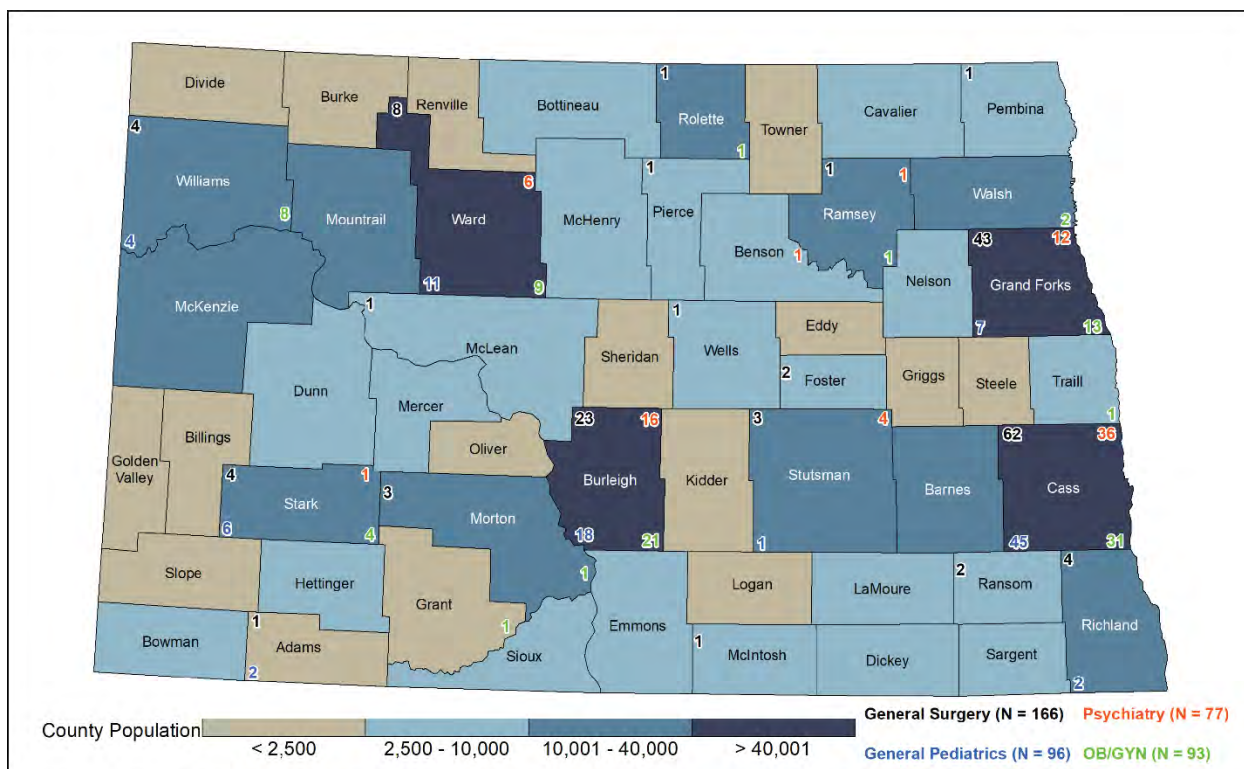 Divide
Burke
Renville
Bottineau
1
Rolette
1
Towner
Cavalier
1
Pembina
8
4
Williams
8
4
Mountrail
6
Ward
11
9
McHenry
1
Pierce
Benson
1
1
1
Ramsey
1
Walsh
2
Nelson
43
12
Grand Forks
7
13
McKenzie
Dunn
1
McLean
Mercer
Oliver
Sheridan
1
Wells
Eddy
2
Foster
Griggs
Steele
Traill
1
Golden
Valley
Billings
4
1
Stark
6
4
3
Morton
1
23
16
Burleigh
18
21
Kidder
3
4
Stutsman
1
Barnes
62
36
Cass
45
31
Slope
Hettinger
Grant
1
Bowman
1
Adams
2
Sioux
Emmons
Logan
LaMoure
2
Ransom
4
Richland
2
1
McIntosh
Dickey
Sargent
County Population
< 2,500
2,500 - 10,000
10,001 - 40,000
> 40,001
General Surgery (N = 166)
Psychiatry (N = 77)
General Pediatrics (N = 96)
OB/GYN (N = 93)